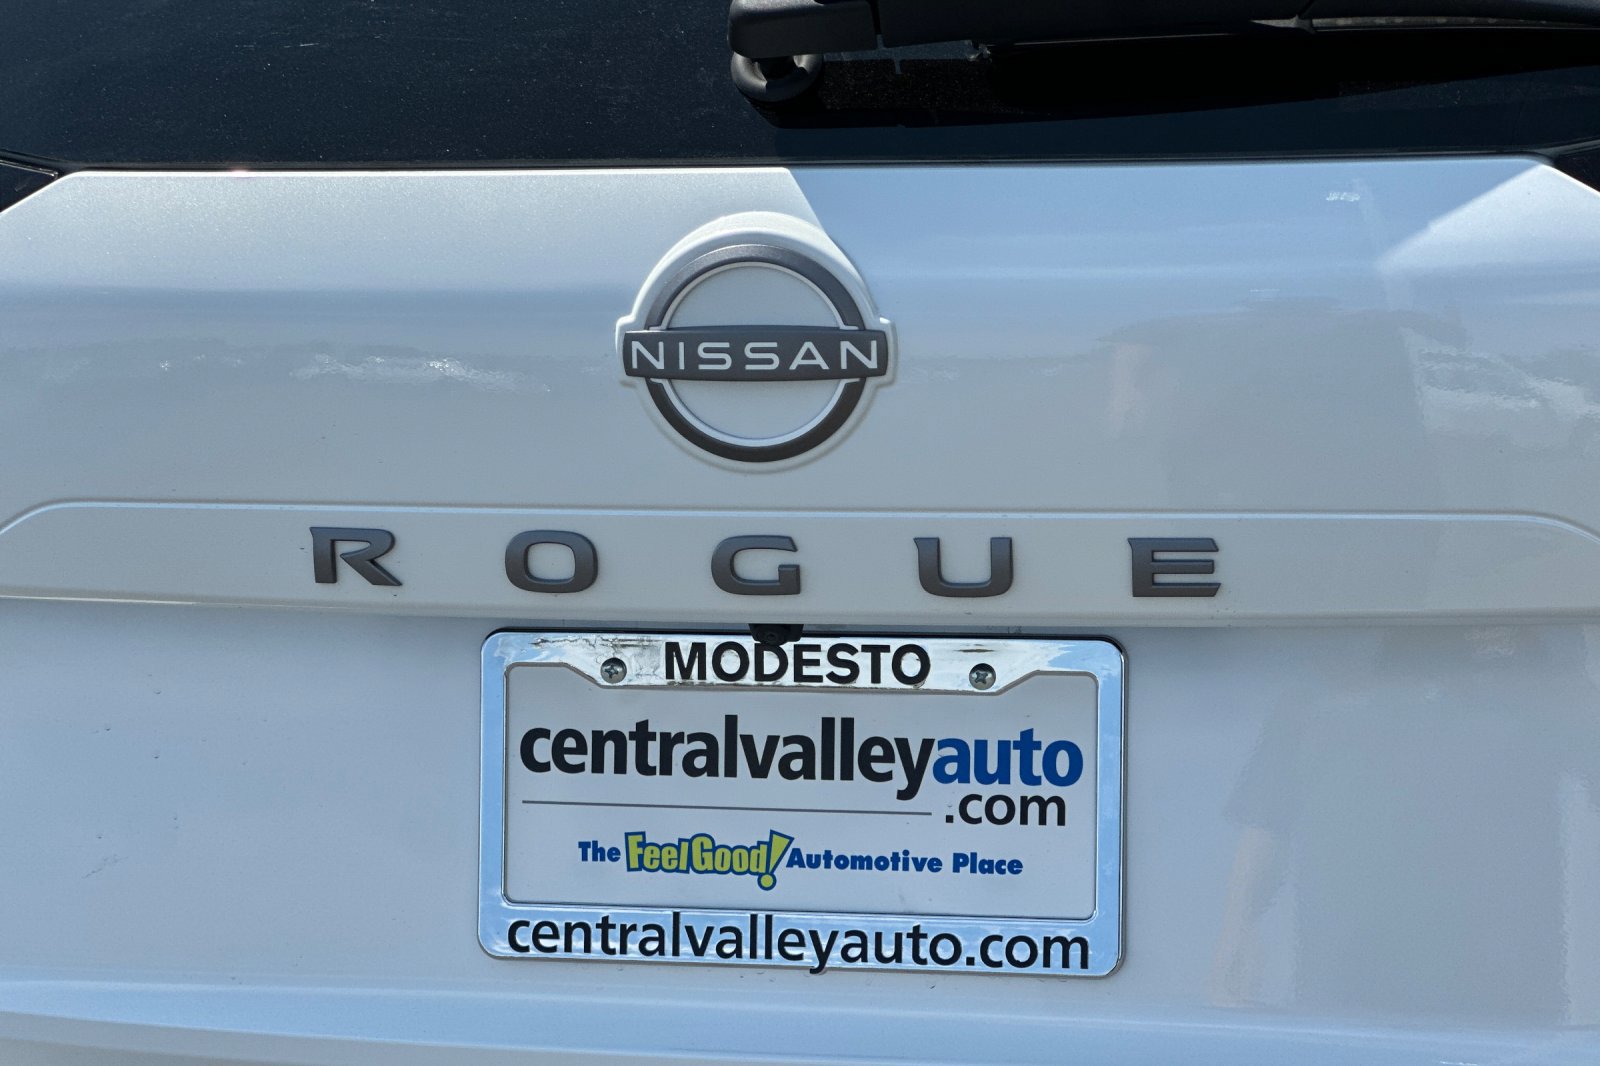 NISSAN
ROGUE
MODESTO
centralvalleyauto
.com
The FeelGood! Automotive Place
centralvalleyauto.com